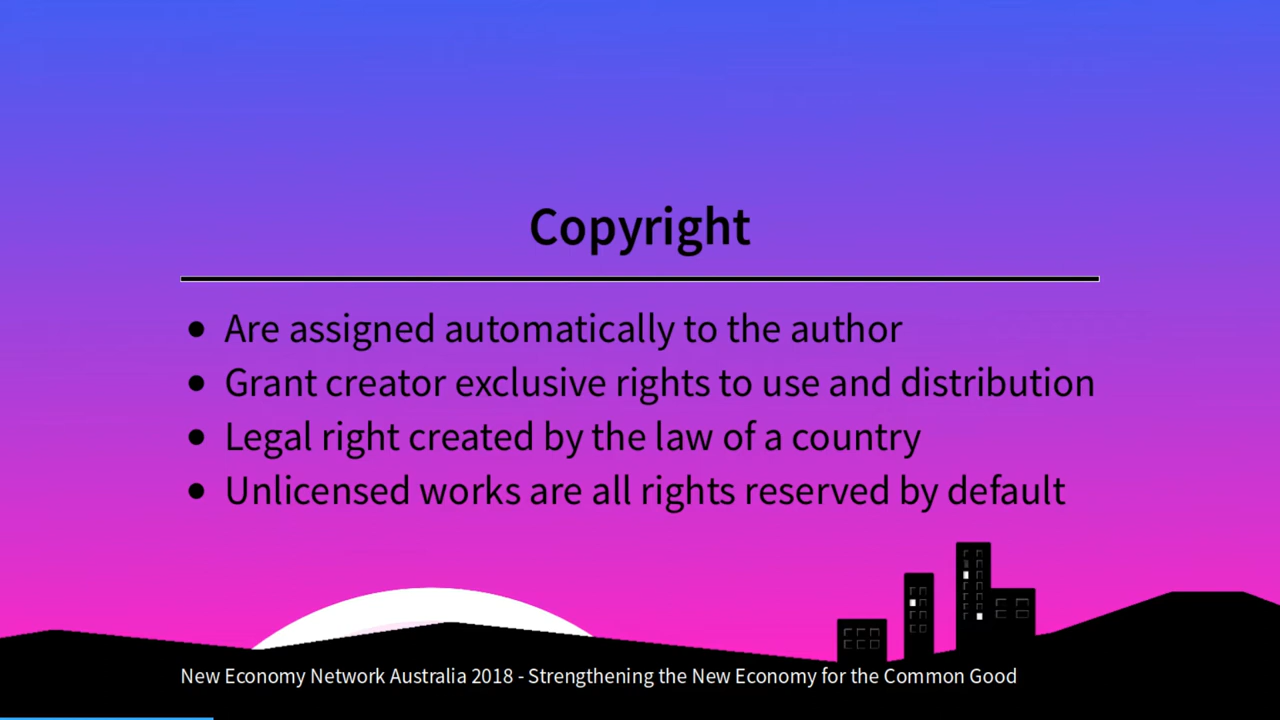 Copyright
● Are assigned automatically to the author
● Grant creator exclusive rights to use and distribution
● Legal right created by the law of a country
● Unlicensed works are all rights reserved by default
New Economy Network Australia 2018 - Strengthening the New Economy for the Common Good